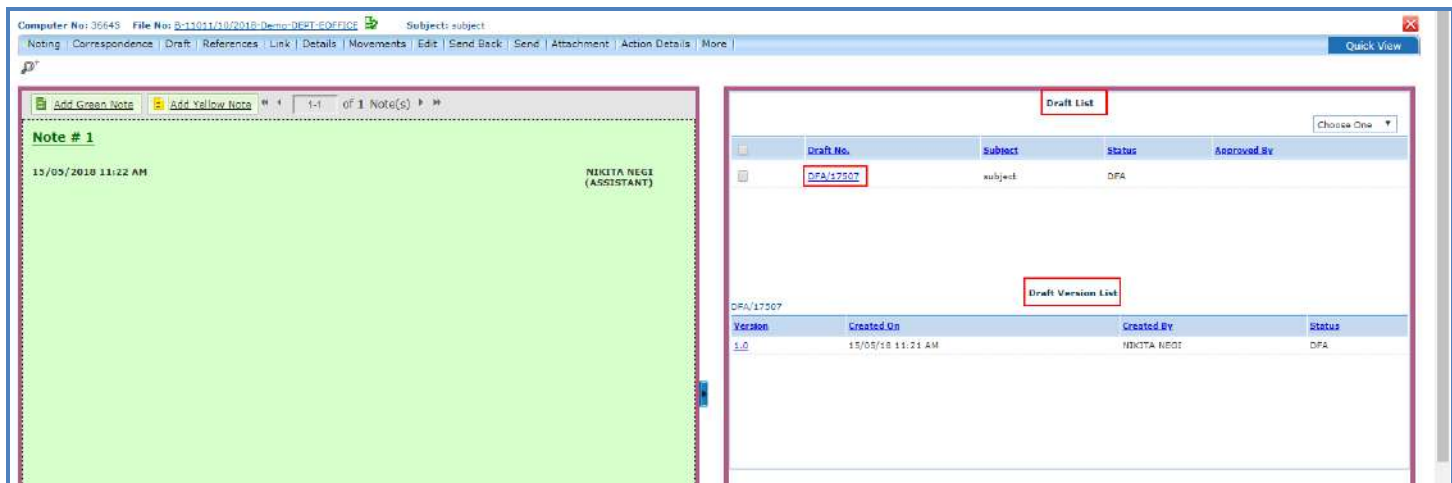 Computer No: 36645 File No: B-11011/10/2018-Demo-DEPT-EOFFICE Subject: subject
Noting | Correspondence | Draft | References | Link | Details | Movements | Edit | Send Back | Send | Attachment | Action Details | More |
Quick View
Add Green Note Add Yellow Note 1-1 of 1 Note(s)
Note # 1
15/05/2018 11:22 AM NIKITA NEGI
(ASSISTANT)
Draft List
Choose One
Draft No. Subject Status Approved By
DFA/17507 subject DFA
Draft Version List
DFA/17507
Version Created On Created By Status
1.0 15/05/18 11:21 AM NIKITA NEGI DFA